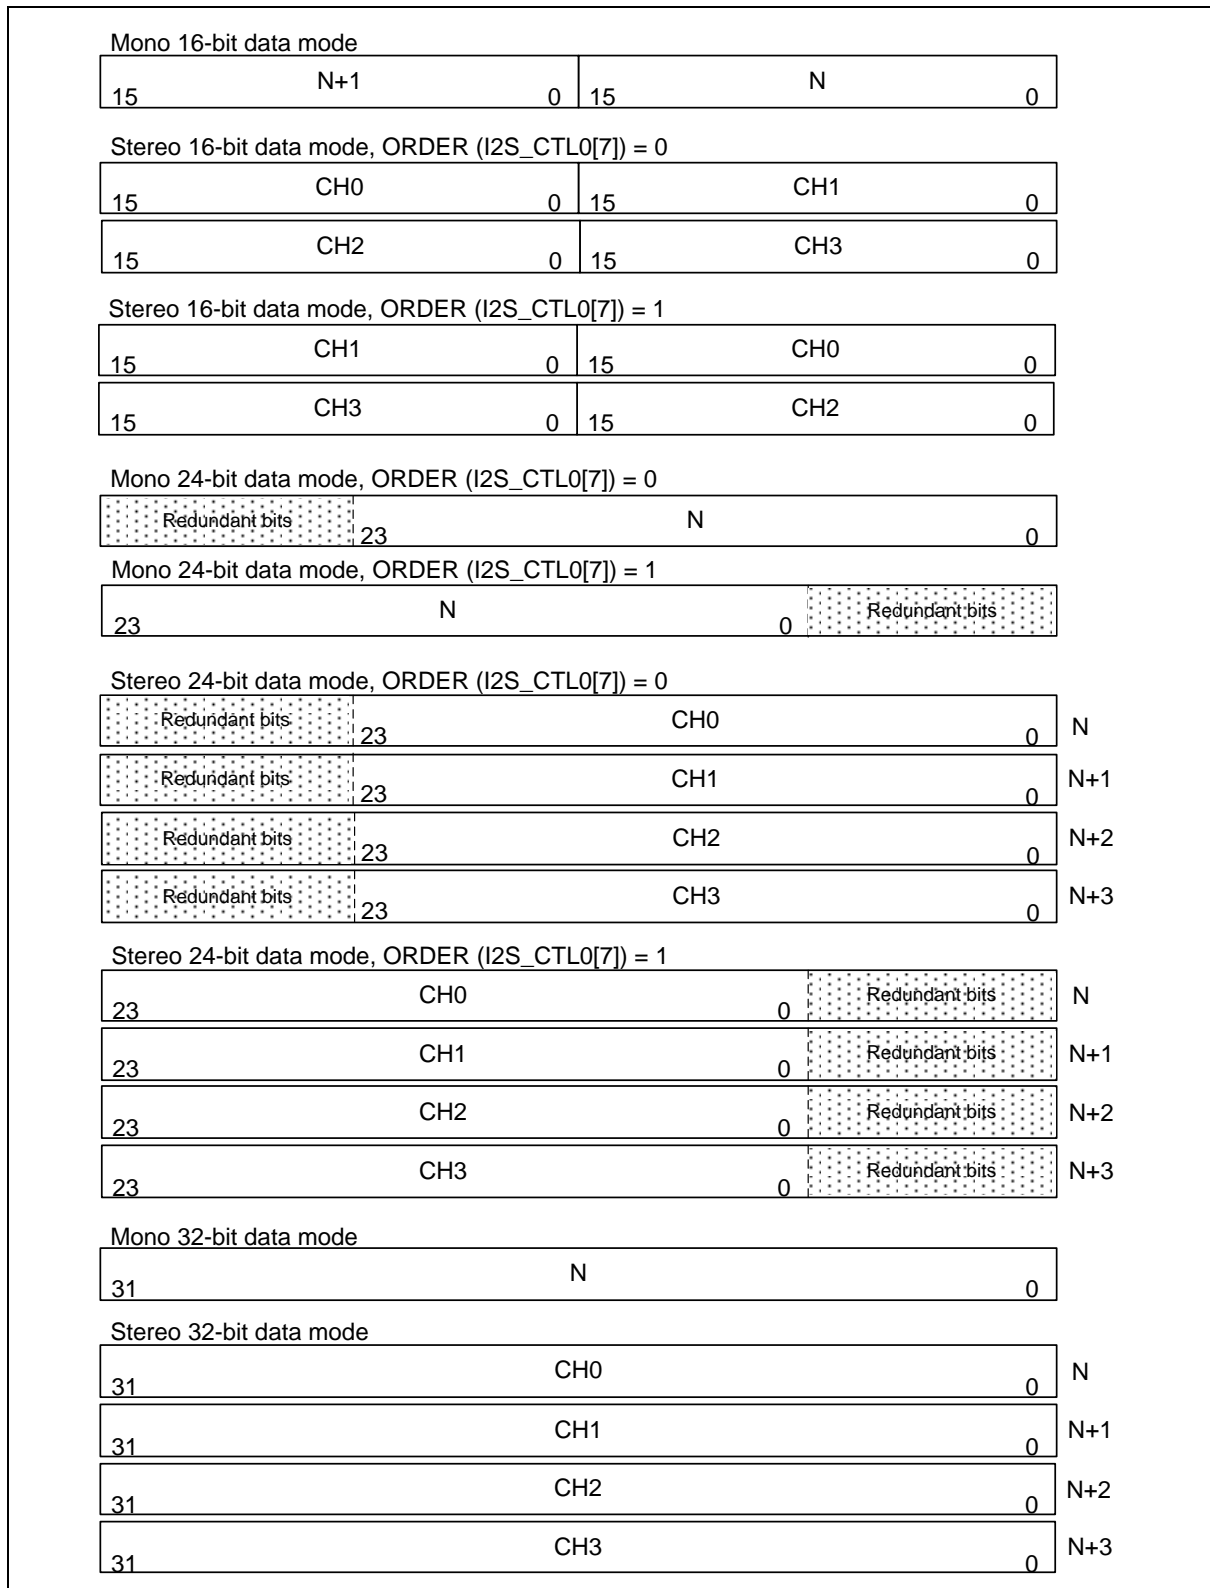 Mono 16-bit data mode
15 N+1 0 15 N 0
Stereo 16-bit data mode, ORDER (I2S_CTL0[7]) = 0
15 CH0 0 15 CH1 0
15 CH2 0 15 CH3 0
Stereo 16-bit data mode, ORDER (I2S_CTL0[7]) = 1
15 CH1 0 15 CH0 0
15 CH3 0 15 CH2 0
Mono 24-bit data mode, ORDER (I2S_CTL0[7]) = 0
Redundant bits 23 N 0
Mono 24-bit data mode, ORDER (I2S_CTL0[7]) = 1
23 N 0 Redundant bits
Stereo 24-bit data mode, ORDER (I2S_CTL0[7]) = 0
Redundant bits 23 CH0 0 N
Redundant bits 23 CH1 0 N+1
Redundant bits 23 CH2 0 N+2
Redundant bits 23 CH3 0 N+3
Stereo 24-bit data mode, ORDER (I2S_CTL0[7]) = 1
23 CH0 0 Redundant bits N
23 CH1 0 Redundant bits N+1
23 CH2 0 Redundant bits N+2
23 CH3 0 Redundant bits N+3
Mono 32-bit data mode
31 N 0
Stereo 32-bit data mode
31 CH0 0 N
31 CH1 0 N+1
31 CH2 0 N+2
31 CH3 0 N+3